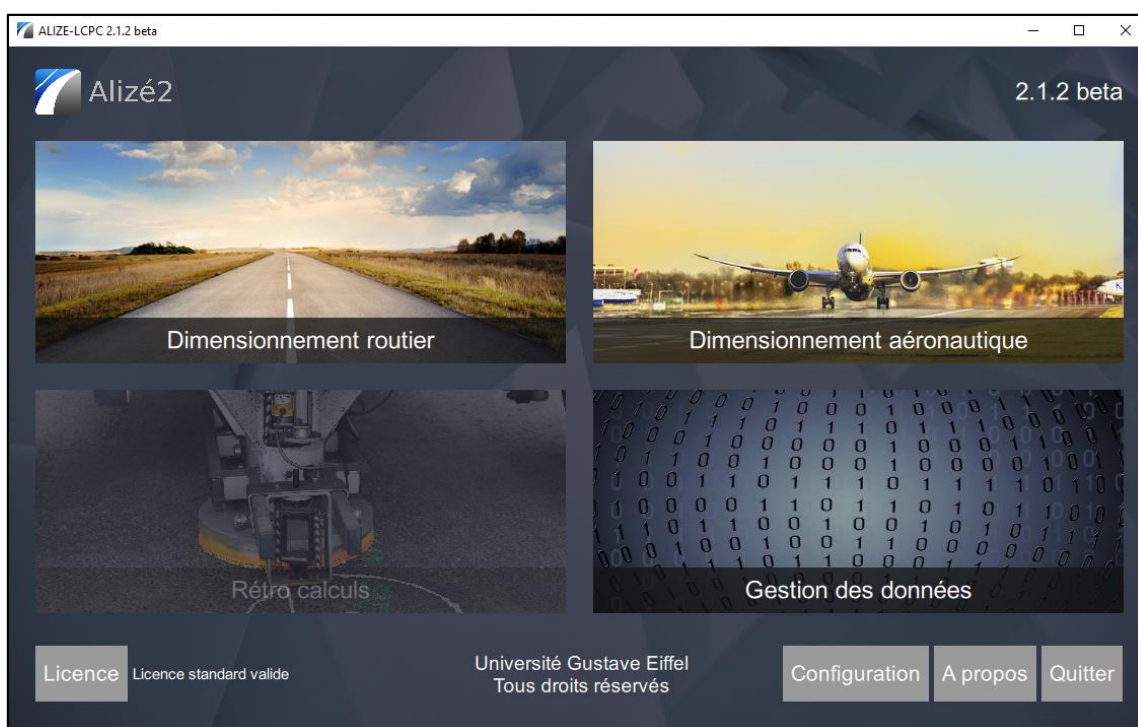 ALIZE-LCPC 2.1.2 beta
Alizé2
2.1.2 beta
Dimensionnement routier
Dimensionnement aéronautique
Rétro calculs
Gestion des données
Licence
Licence standard valide
Université Gustave Eiffel
Tous droits réservés
Configuration
A propos
Quitter